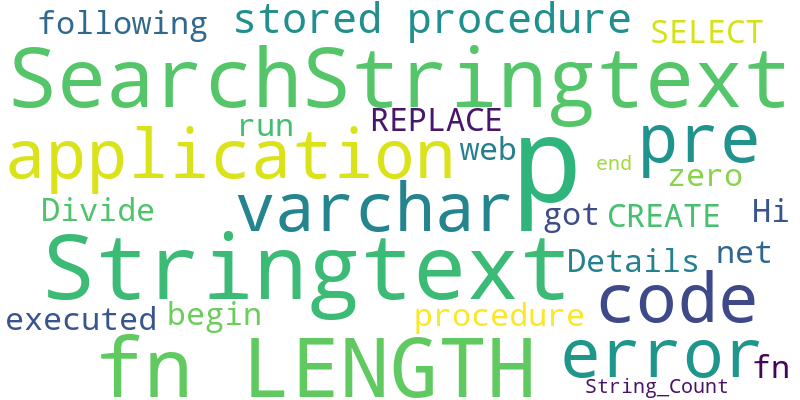 following stored procedure SELECT
SearchStringtext
run REPLACE
application web p pre
end zero
Divide varchar got CREATE Hi
Stringtext Details net
executed begin procedure code
fn LENGTH error fn
String_Count